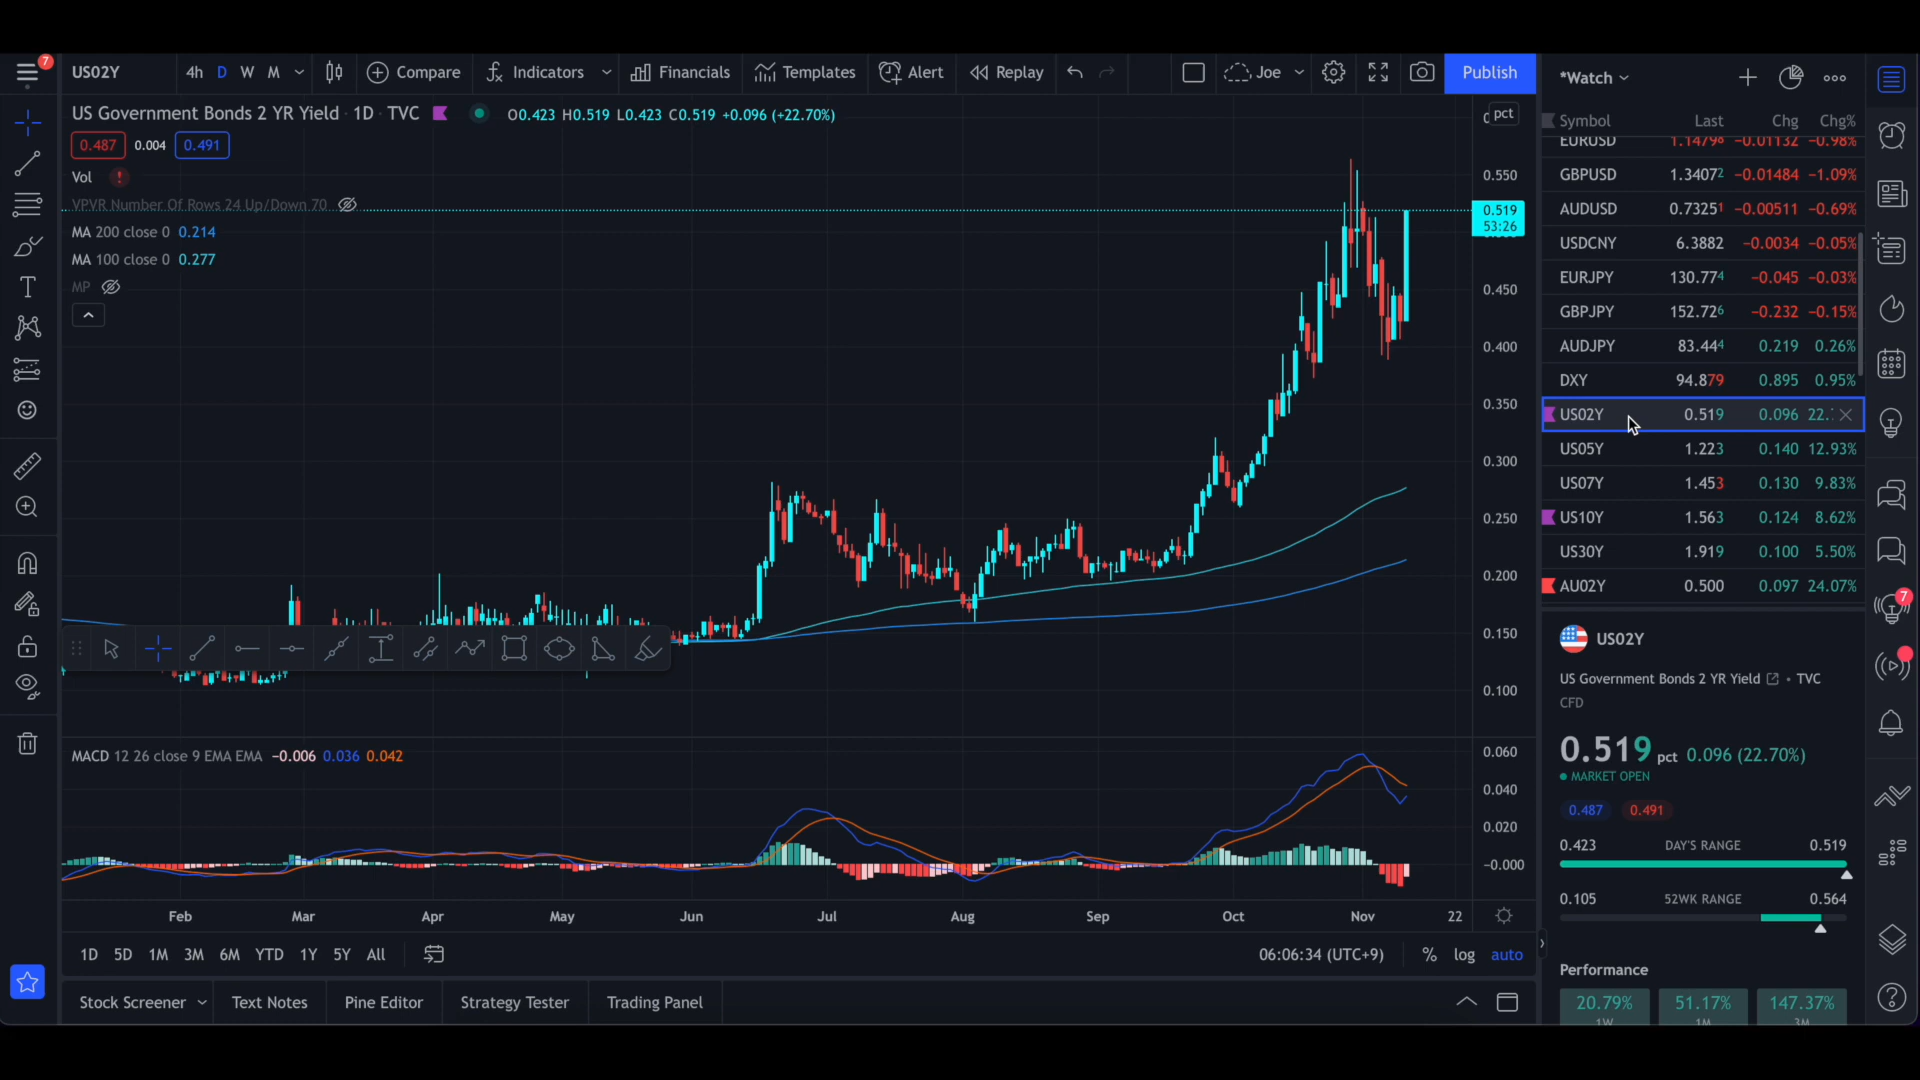 7
US02Y
4h D W M
Compare
Indicators
Financials
Templates
Alert
Replay
Joe
Publish
US Government Bonds 2 YR Yield · 1D · TVC
O0.423 H0.519 L0.423 C0.519 +0.096 (+22.70%)
0.487 0.004 0.491
Vol !
VPVR Number Of Rows 24 Up/Down 70
MA 200 close 0 0.214
MA 100 close 0 0.277
MP
pct
0.550
0.519
53:26
0.450
0.400
0.350
0.300
0.250
0.200
0.150
0.100
MACD 12 26 close 9 EMA EMA −0.006 0.036 0.042
0.060
0.040
0.020
−0.000
Feb Mar Apr May Jun Jul Aug Sep Oct Nov 22
1D 5D 1M 3M 6M YTD 1Y 5Y All
06:06:34 (UTC+9) % log auto
Stock Screener Text Notes Pine Editor Strategy Tester Trading Panel
*Watch
Symbol Last Chg Chg%
EURUSD 1.14796 −0.01132 −0.98%
GBPUSD 1.34072 −0.01484 −1.09%
AUDUSD 0.73251 −0.00511 −0.69%
USDCNY 6.3882 −0.0034 −0.05%
EURJPY 130.774 −0.045 −0.03%
GBPJPY 152.726 −0.232 −0.15%
AUDJPY 83.444 0.219 0.26%
DXY 94.879 0.895 0.95%
US02Y 0.519 0.096 22.
US05Y 1.223 0.140 12.93%
US07Y 1.453 0.130 9.83%
US10Y 1.563 0.124 8.62%
US30Y 1.919 0.100 5.50%
AU02Y 0.500 0.097 24.07%
US02Y
US Government Bonds 2 YR Yield • TVC
CFD
0.519 pct 0.096 (22.70%)
MARKET OPEN
0.487 0.491
0.423 DAY'S RANGE 0.519
0.105 52WK RANGE 0.564
Performance
20.79% 51.17% 147.37%
1W 1M 3M
7